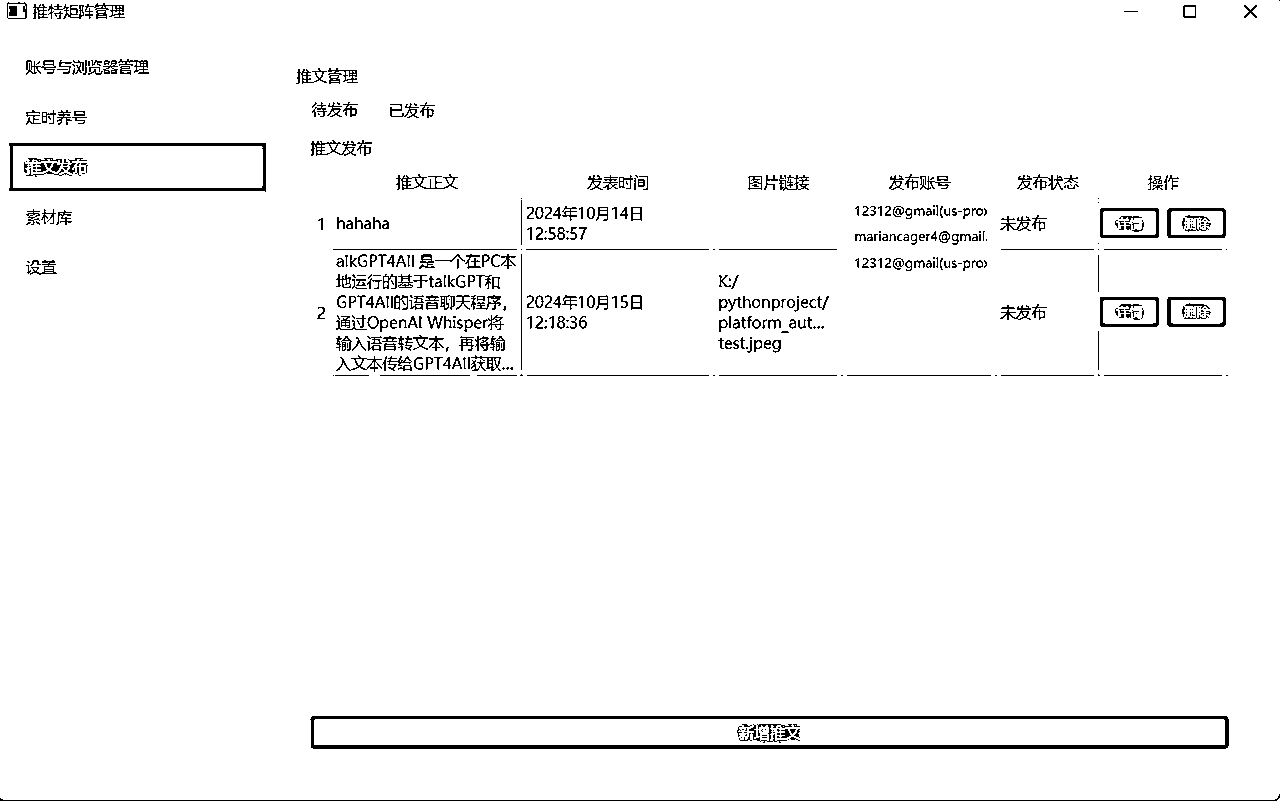 推特矩阵管理
账号与浏览器管理
定时养号
推文发布
素材库
设置
推文管理
待发布 已发布
推文发布
推文正文 发表时间 图片链接 发布账号 发布状态 操作
1 hahaha 2024年10月14日 12:58:57 12312@gmail(us-prox mariancager4@gmail. 未发布 详情 删除
2
alkGPT4All 是一个在PC本
地运行的基于talkGPT和
GPT4All的语音聊天程序，
通过OpenAI Whisper将
输入语音转文本，再将输
入文本传给GPT4All获取...
2024年10月15日
12:18:36
K:/
pythonproject/
platform_aut...
test.jpeg
12312@gmail(us-prox
未发布
详情 删除
新增推文